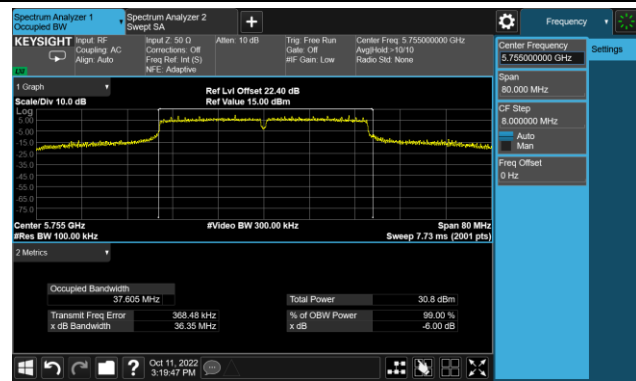 Spectrum Analyzer 1
Occupied BW
Spectrum Analyzer 2
Swept SA
Frequency
KEYSIGHT
Input: RF
Coupling: AC
Align: Auto
Input Z: 50 Ω
Corrections: Off
Freq Ref: Int (S)
NFE: Adaptive
Atten: 10 dB
Trig: Free Run
Gate: Off
#IF Gain: Low
Center Freq: 5.755000000 GHz
Avg|Hold:>10/10
Radio Std: None
LW
Center Frequency
5.755000000 GHz
Settings
Span
80.000 MHz
CF Step
8.000000 MHz
Auto
Man
Freq Offset
0 Hz
1 Graph
Scale/Div 10.0 dB
Ref Lvl Offset 22.40 dB
Ref Value 15.00 dBm
Log
5.00
-5.00
-15.0
-25.0
-35.0
-45.0
-55.0
-65.0
-75.0
Center 5.755 GHz
#Res BW 100.00 kHz
#Video BW 300.00 kHz
Span 80 MHz
Sweep 7.73 ms (2001 pts)
2 Metrics
Occupied Bandwidth
37.605 MHz
Total Power 30.8 dBm
Transmit Freq Error 368.48 kHz
% of OBW Power 99.00 %
x dB Bandwidth 36.35 MHz
x dB -6.00 dB
Oct 11, 2022
3:19:47 PM